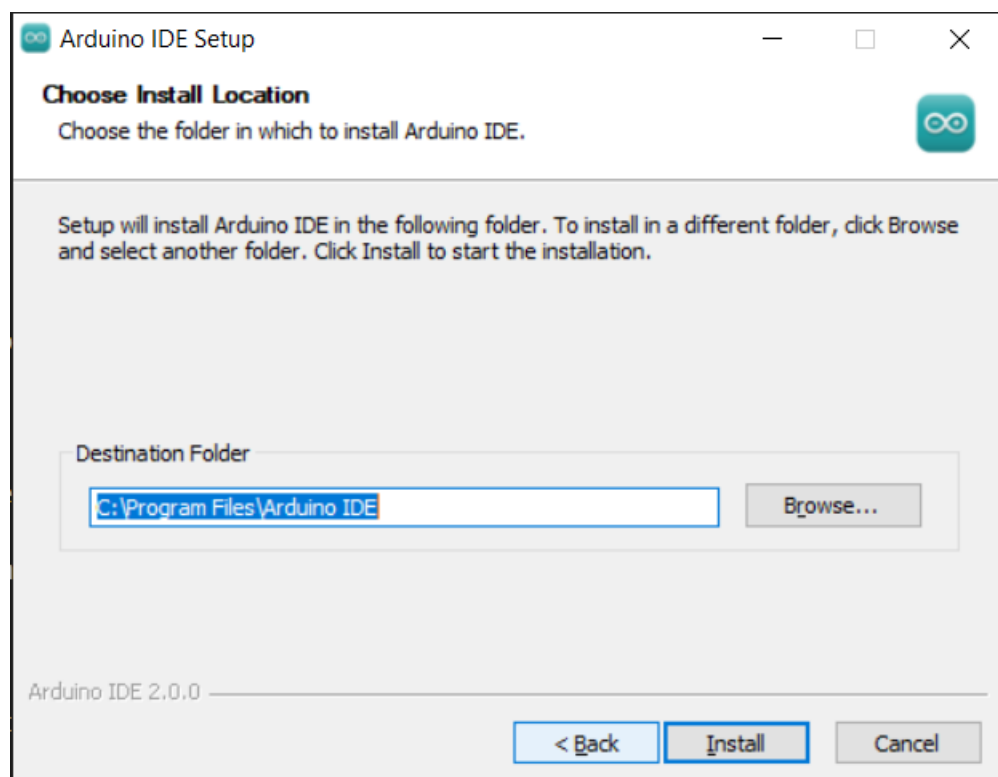 Arduino IDE Setup
Choose Install Location
Choose the folder in which to install Arduino IDE.
Setup will install Arduino IDE in the following folder. To install in a different folder, click Browse
and select another folder. Click Install to start the installation.
Destination Folder
C:\Program Files\Arduino IDE
Browse...
Arduino IDE 2.0.0
< Back
Install
Cancel